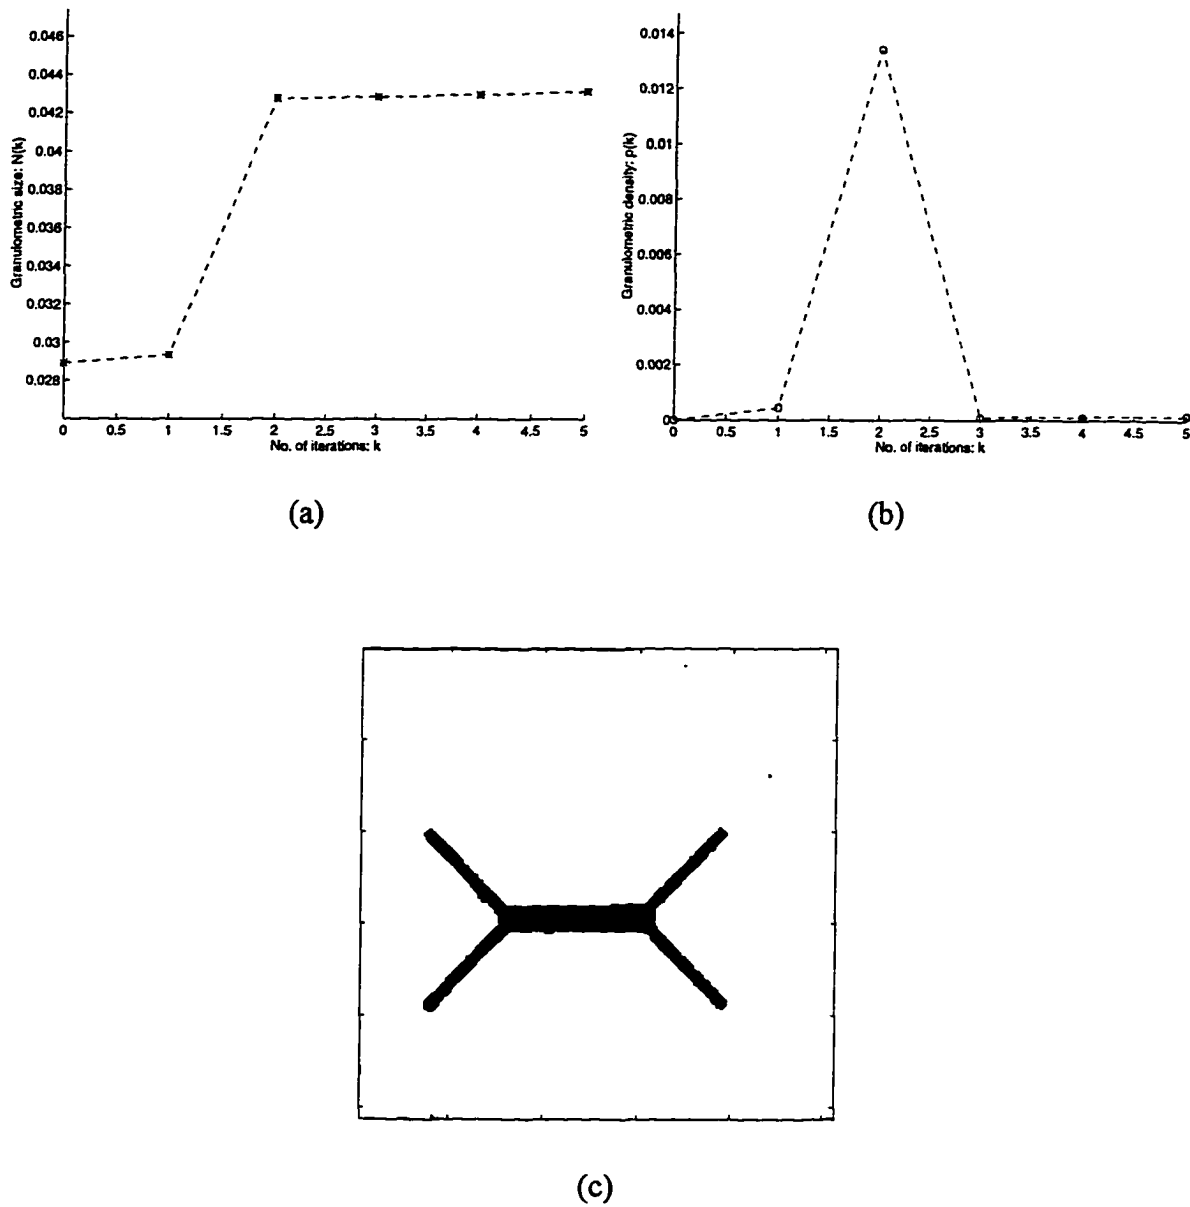 0.046
0.044
0.042
0.04
0.038
0.036
0.034
0.032
0.03
0.028
Granulometric size: N(k)
0 0.5 1 1.5 2 2.5 3 3.5 4 4.5 5
No. of iterations: k
(a)
0.014
0.012
0.01
0.008
0.006
0.004
0.002
0
Granulometric density: p(k)
0 0.5 1 1.5 2 2.5 3 3.5 4 4.5 5
No. of iterations: k
(b)
(c)